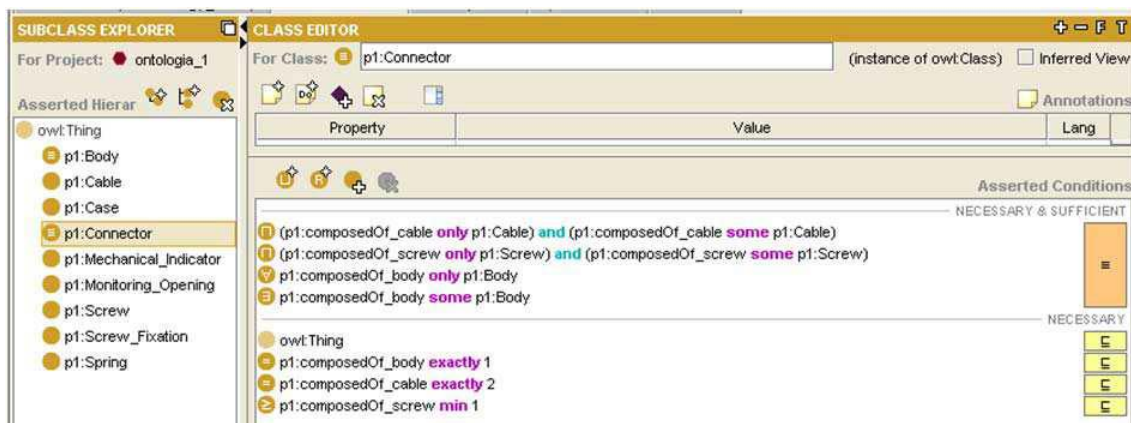 SUBCLASS EXPLORER
For Project: ontologia_1
Asserted Hierar
owl:Thing
p1:Body
p1:Cable
p1:Case
p1:Connector
p1:Mechanical_Indicator
p1:Monitoring_Opening
p1:Screw
p1:Screw_Fixation
p1:Spring
CLASS EDITOR
For Class: p1:Connector (instance of owl:Class) Inferred View
Annotations
Property Value Lang
Asserted Conditions
NECESSARY & SUFFICIENT
(p1:composedOf_cable only p1:Cable) and (p1:composedOf_cable some p1:Cable)
(p1:composedOf_screw only p1:Screw) and (p1:composedOf_screw some p1:Screw)
p1:composedOf_body only p1:Body
p1:composedOf_body some p1:Body
NECESSARY
owl:Thing
p1:composedOf_body exactly 1
p1:composedOf_cable exactly 2
p1:composedOf_screw min 1